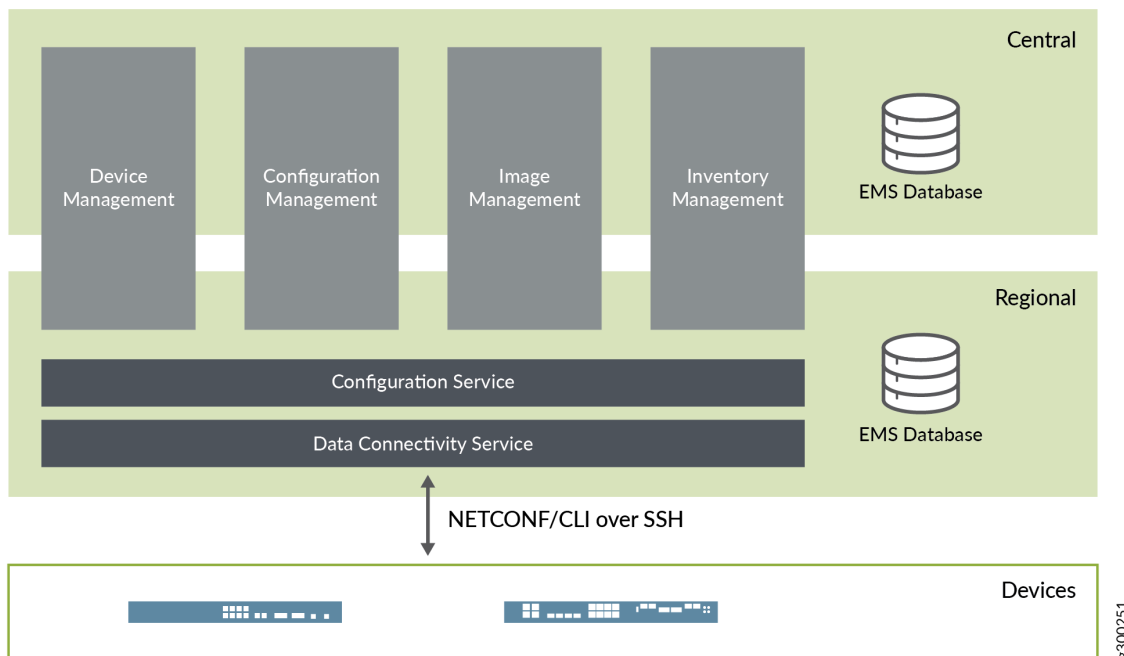 Central
Device
Management
Configuration
Management
Image
Management
Inventory
Management
EMS Database
Regional
Configuration Service
Data Connectivity Service
EMS Database
NETCONF/CLI over SSH
Devices